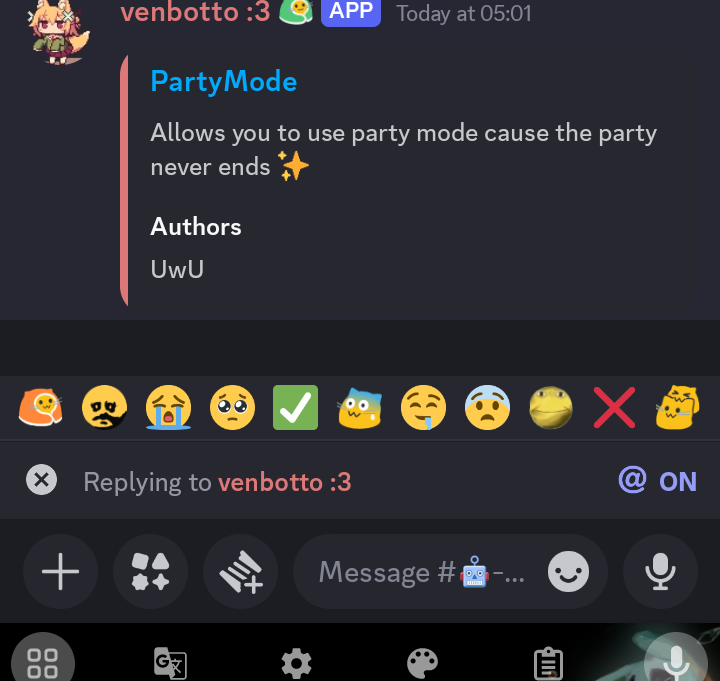 venbotto :3 APP Today at 05:01
PartyMode
Allows you to use party mode cause the party
never ends ✨
Authors
UwU
Replying to venbotto :3 @ ON
Message #🤖-...